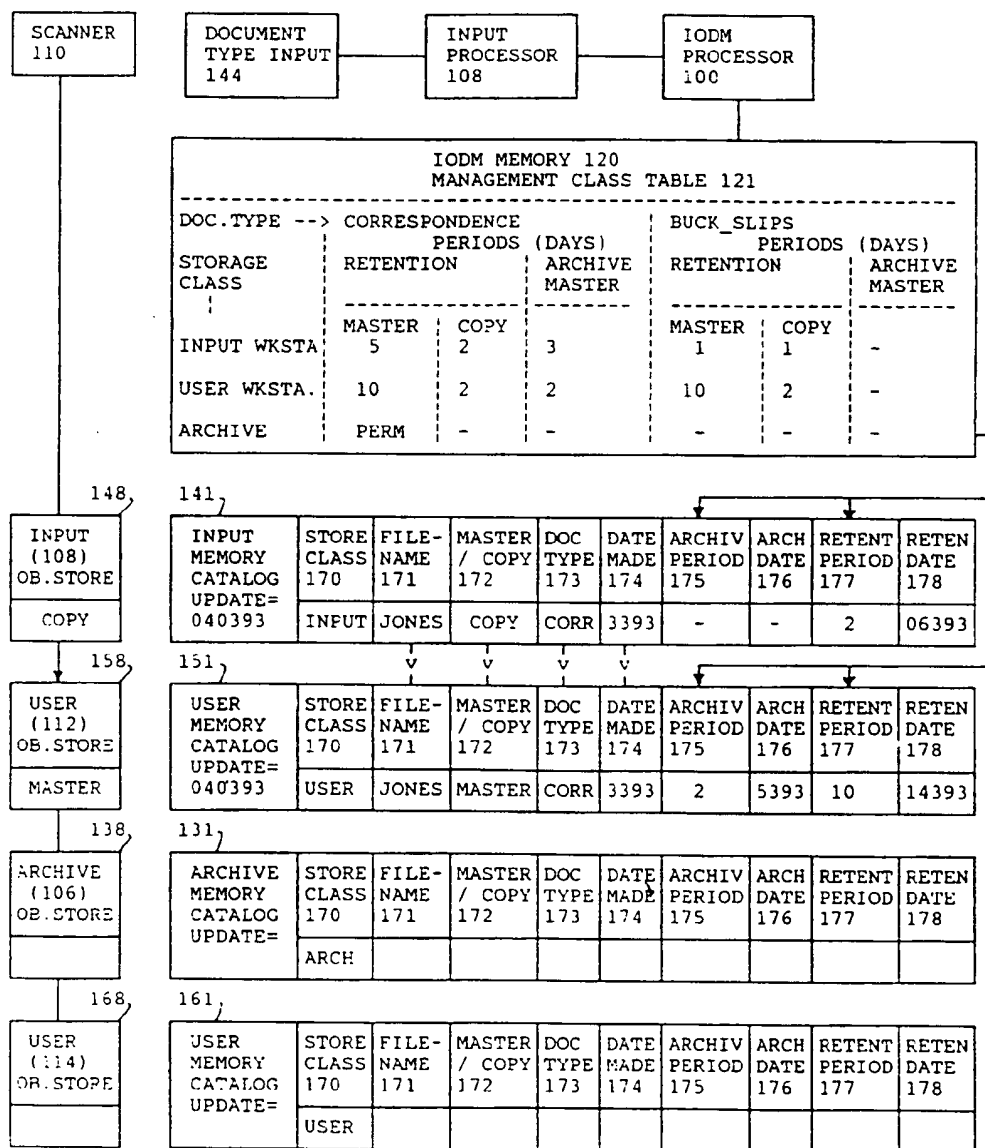 SCANNER
110
DOCUMENT
TYPE INPUT
144
INPUT
PROCESSOR
108
IODM
PROCESSOR
100
IODM MEMORY 120
MANAGEMENT CLASS TABLE 121
DOC.TYPE --> CORRESPONDENCE BUCK_SLIPS
PERIODS (DAYS) PERIODS (DAYS)
STORAGE RETENTION ARCHIVE RETENTION ARCHIVE
CLASS MASTER MASTER
MASTER COPY MASTER COPY
INPUT WKSTA 5 2 3 1 1 -
USER WKSTA. 10 2 2 10 2 -
ARCHIVE PERM - - - - -
148
INPUT
(108)
OB.STORE
COPY
141
INPUT STORE FILE- MASTER DOC DATE ARCHIV ARCH RETENT RETEN
MEMORY CLASS NAME / COPY TYPE MADE PERIOD DATE PERIOD DATE
CATALOG 170 171 172 173 174 175 176 177 178
UPDATE=
040393 INPUT JONES COPY CORR 3393 - - 2 06393
158
USER
(112)
OB.STORE
MASTER
151
USER STORE FILE- MASTER DOC DATE ARCHIV ARCH RETENT RETEN
MEMORY CLASS NAME / COPY TYPE MADE PERIOD DATE PERIOD DATE
CATALOG 170 171 172 173 174 175 176 177 178
UPDATE=
040393 USER JONES MASTER CORR 3393 2 5393 10 14393
138
ARCHIVE
(106)
OB.STORE
131
ARCHIVE STORE FILE- MASTER DOC DATE ARCHIV ARCH RETENT RETEN
MEMORY CLASS NAME / COPY TYPE MADE PERIOD DATE PERIOD DATE
CATALOG 170 171 172 173 174 175 176 177 178
UPDATE=
ARCH
168
USER
(114)
OB.STORE
161
USER STORE FILE- MASTER DOC DATE ARCHIV ARCH RETENT RETEN
MEMORY CLASS NAME / COPY TYPE MADE PERIOD DATE PERIOD DATE
CATALOG 170 171 172 173 174 175 176 177 178
UPDATE=
USER